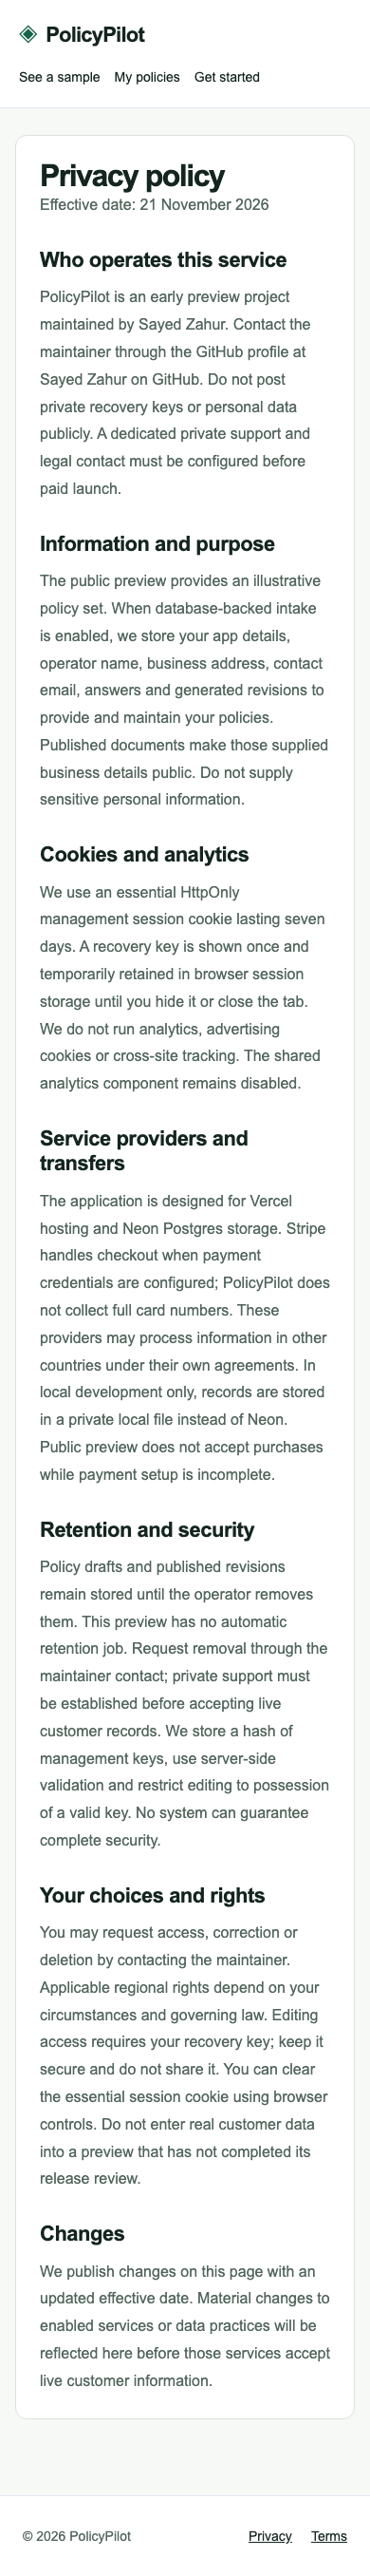 PolicyPilot
See a sample My policies Get started
Privacy policy
Effective date: 21 November 2026
Who operates this service
PolicyPilot is an early preview project
maintained by Sayed Zahur. Contact the
maintainer through the GitHub profile at
Sayed Zahur on GitHub. Do not post
private recovery keys or personal data
publicly. A dedicated private support and
legal contact must be configured before
paid launch.
Information and purpose
The public preview provides an illustrative
policy set. When database-backed intake
is enabled, we store your app details,
operator name, business address, contact
email, answers and generated revisions to
provide and maintain your policies.
Published documents make those supplied
business details public. Do not supply
sensitive personal information.
Cookies and analytics
We use an essential HttpOnly
management session cookie lasting seven
days. A recovery key is shown once and
temporarily retained in browser session
storage until you hide it or close the tab.
We do not run analytics, advertising
cookies or cross-site tracking. The shared
analytics component remains disabled.
Service providers and
transfers
The application is designed for Vercel
hosting and Neon Postgres storage. Stripe
handles checkout when payment
credentials are configured; PolicyPilot does
not collect full card numbers. These
providers may process information in other
countries under their own agreements. In
local development only, records are stored
in a private local file instead of Neon.
Public preview does not accept purchases
while payment setup is incomplete.
Retention and security
Policy drafts and published revisions
remain stored until the operator removes
them. This preview has no automatic
retention job. Request removal through the
maintainer contact; private support must
be established before accepting live
customer records. We store a hash of
management keys, use server-side
validation and restrict editing to possession
of a valid key. No system can guarantee
complete security.
Your choices and rights
You may request access, correction or
deletion by contacting the maintainer.
Applicable regional rights depend on your
circumstances and governing law. Editing
access requires your recovery key; keep it
secure and do not share it. You can clear
the essential session cookie using browser
controls. Do not enter real customer data
into a preview that has not completed its
release review.
Changes
We publish changes on this page with an
updated effective date. Material changes to
enabled services or data practices will be
reflected here before those services accept
live customer information.
© 2026 PolicyPilot Privacy Terms